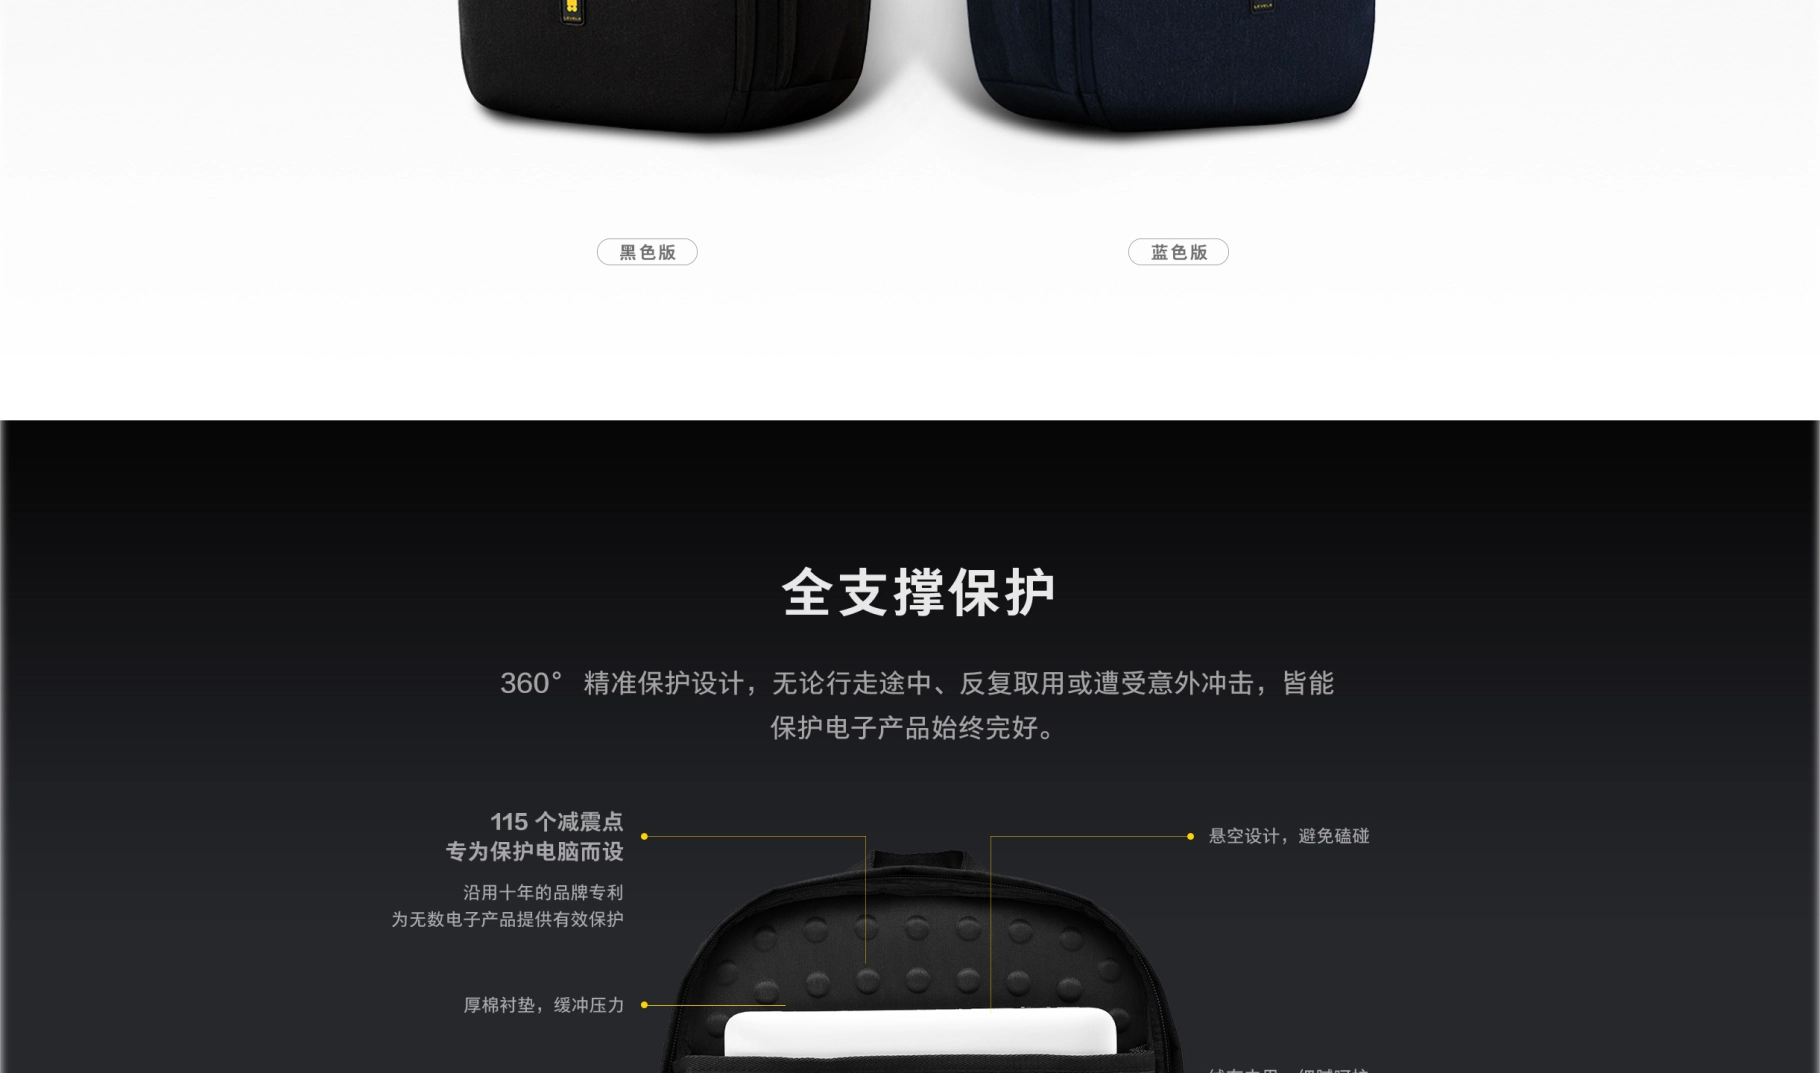 LEVEL8
LEVEL8
黑色版
蓝色版
全支撑保护
360° 精准保护设计，无论行走途中、反复取用或遭受意外冲击，皆能
保护电子产品始终完好。
115 个减震点
专为保护电脑而设
沿用十年的品牌专利
为无数电子产品提供有效保护
悬空设计，避免磕碰
厚棉衬垫，缓冲压力